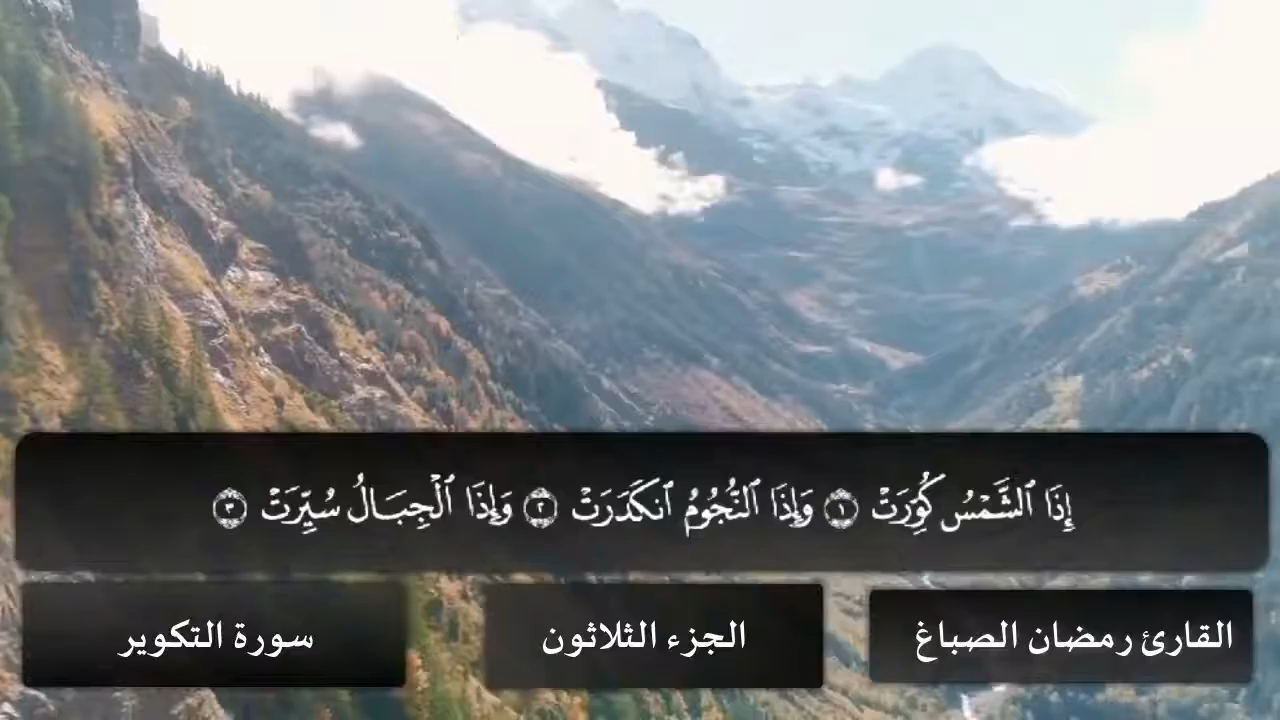 إِذَا ٱلشَّمْسُ كُوِّرَتْ ١ وَإِذَا ٱلنُّجُومُ ٱنكَدَرَتْ ٢ وَإِذَا ٱلْجِبَالُ سُيِّرَتْ ٣
القارئ رمضان الصباغ
الجزء الثلاثون
سورة التكوير